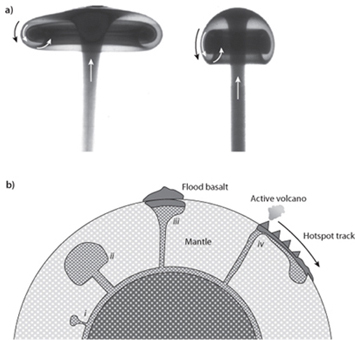 a)
b)
Flood basalt
Active volcano
Hotspot track
iii
iv
ii
Mantle
i